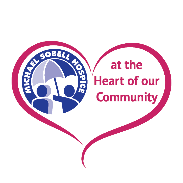 MICHAEL SOBELL HOSPICE
at the
Heart of our
Community